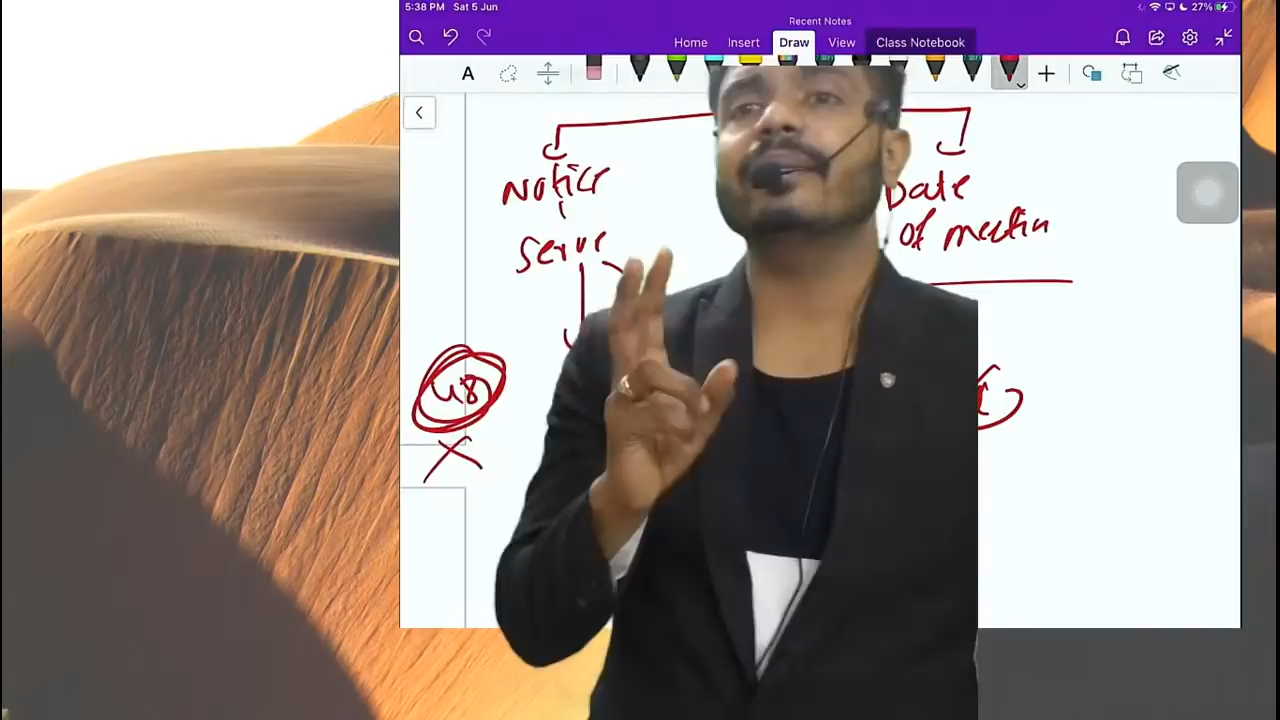 5:38 PM Sat 5 Jun
27%
Recent Notes
Home Insert Draw View Class Notebook
A
Notice
Date
of meetin
Serve
48